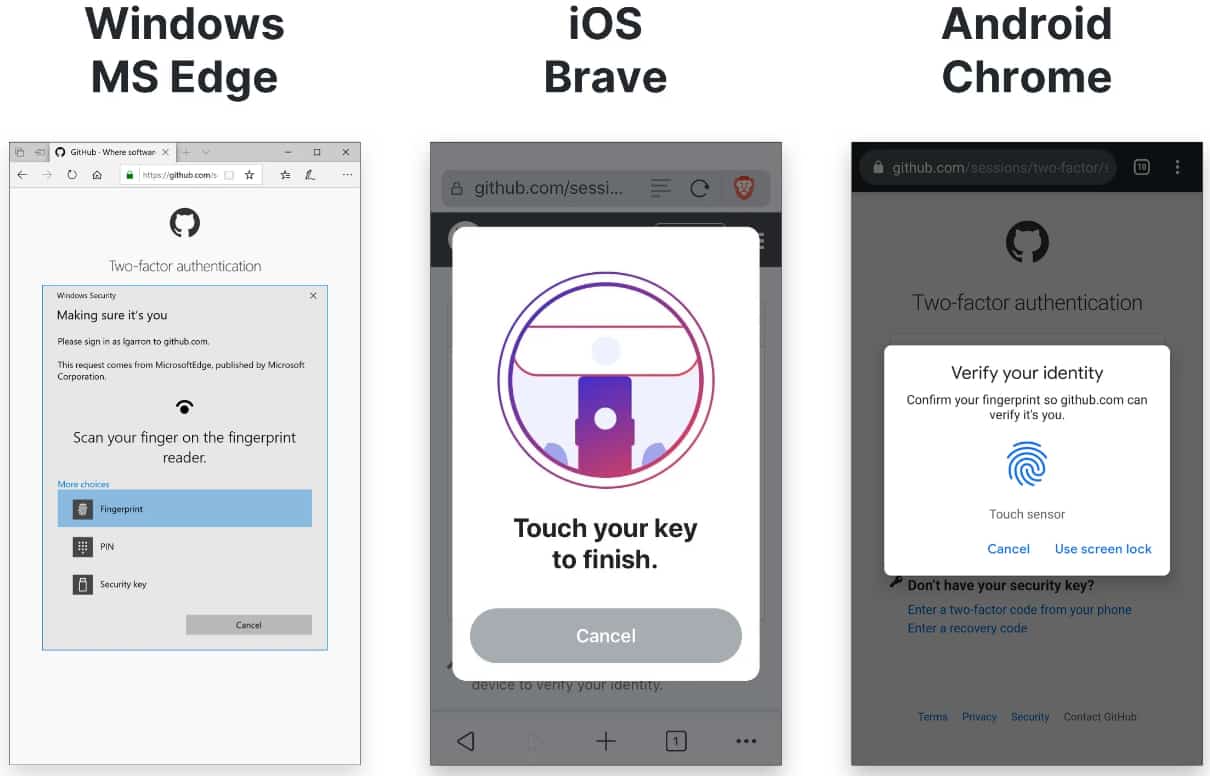 Windows
MS Edge
GitHub - Where softwar
https://github.com/s
Two-factor authentication
Windows Security
Making sure it's you
Please sign in as lgarron to github.com.
This request comes from MicrosoftEdge, published by Microsoft
Corporation.
Scan your finger on the fingerprint
reader.
More choices
Fingerprint
PIN
Security key
Cancel
iOS
Brave
github.com/sessi...
Touch your key
to finish.
Cancel
device to verify your identity.
1
Android
Chrome
github.com/sessions/two-factor/
18
Two-factor authentication
Verify your identity
Confirm your fingerprint so github.com can
verify it's you.
Touch sensor
Cancel Use screen lock
Don't have your security key?
Enter a two-factor code from your phone
Enter a recovery code
Terms Privacy Security Contact GitHub